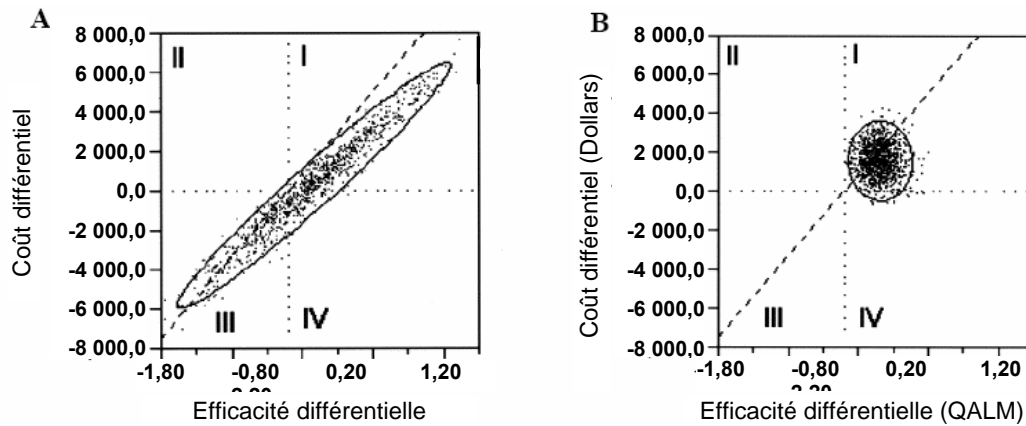 A
8 000,0
6 000,0
4 000,0
2 000,0
0,0
-2 000,0
-4 000,0
-6 000,0
-8 000,0
Coût différentiel
II
I
III
IV
-1,80 -0,80 0,20 1,20
Efficacité différentielle
B
8 000,0
6 000,0
4 000,0
2 000,0
0,0
-2 000,0
-4 000,0
-6 000,0
-8 000,0
Coût différentiel (Dollars)
II
I
III
IV
-1,80 -0,80 0,20 1,20
Efficacité différentielle (QALM)